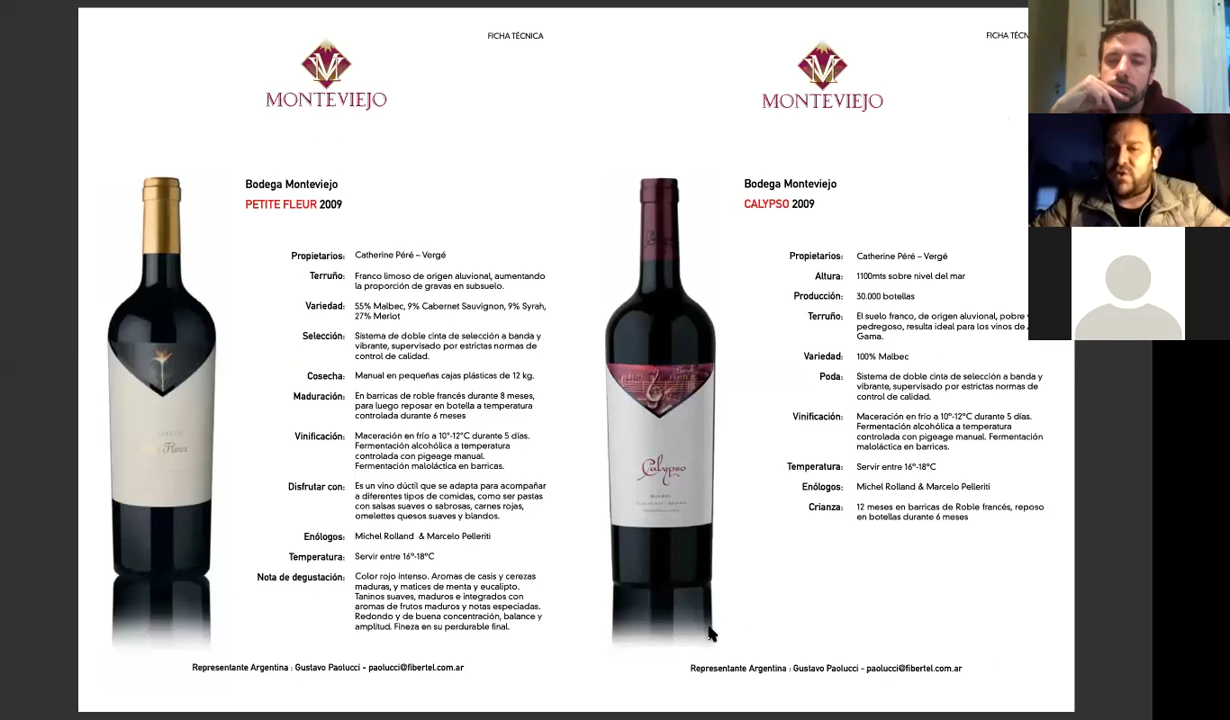 FICHA TÉCNICA
MONTEVIEJO
Bodega Monteviejo
PETITE FLEUR 2009
Propietarios: Catherine Péré – Vergé
Terruño: Franco limoso de origen aluvional, aumentando
la proporción de gravas en subsuelo.
Variedad: 55% Malbec, 9% Cabernet Sauvignon, 9% Syrah,
27% Merlot
Selección: Sistema de doble cinta de selección a banda y
vibrante, supervisado por estrictas normas de
control de calidad.
Cosecha: Manual en pequeñas cajas plásticas de 12 kg.
Maduración: En barricas de roble francés durante 8 meses,
para luego reposar en botella a temperatura
controlada durante 6 meses
Vinificación: Maceración en frío a 10°-12°C durante 5 días.
Fermentación alcohólica a temperatura
controlada con pigeage manual.
Fermentación maloláctica en barricas.
Disfrutar con: Es un vino dúctil que se adapta para acompañar
a diferentes tipos de comidas, como ser pastas
con salsas suaves o sabrosas, carnes rojas,
omelettes quesos suaves y blandos.
Enólogos: Michel Rolland & Marcelo Pelleriti
Temperatura: Servir entre 16°-18°C
Nota de degustación: Color rojo intenso. Aromas de casis y cerezas
maduras, y matices de menta y eucalipto.
Taninos suaves, maduros e integrados con
aromas de frutos maduros y notas especiadas.
Redondo y de buena concentración, balance y
amplitud. Fineza en su perdurable final.
Fleur
Representante Argentina : Gustavo Paolucci - paolucci@fibertel.com.ar
FICHA TÉCN
MONTEVIEJO
Bodega Monteviejo
CALYPSO 2009
Propietarios: Catherine Péré – Vergé
Altura: 1100mts sobre nivel del mar
Producción: 30.000 botellas
Terruño: El suelo franco, de origen aluvional, pobre y
pedregoso, resulta ideal para los vinos de
Gama.
Variedad: 100% Malbec
Poda: Sistema de doble cinta de selección a banda y
vibrante, supervisado por estrictas normas de
control de calidad.
Vinificación: Maceración en frío a 10°-12°C durante 5 días.
Fermentación alcohólica a temperatura
controlada con pigeage manual. Fermentación
maloláctica en barricas.
Temperatura: Servir entre 16°-18°C
Enólogos: Michel Rolland & Marcelo Pelleriti
Crianza: 12 meses en barricas de Roble francés, reposo
en botellas durante 6 meses
Calypso
MALBEC
Representante Argentina : Gustavo Paolucci - paolucci@fibertel.com.ar